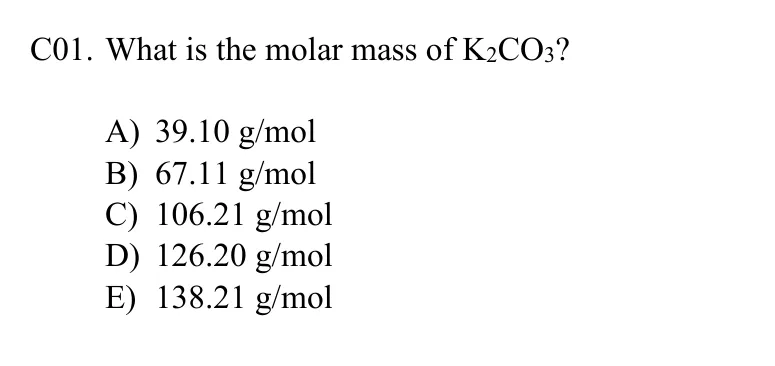 C01. What is the molar mass of K₂CO₃?
A) 39.10 g/mol
B) 67.11 g/mol
C) 106.21 g/mol
D) 126.20 g/mol
E) 138.21 g/mol